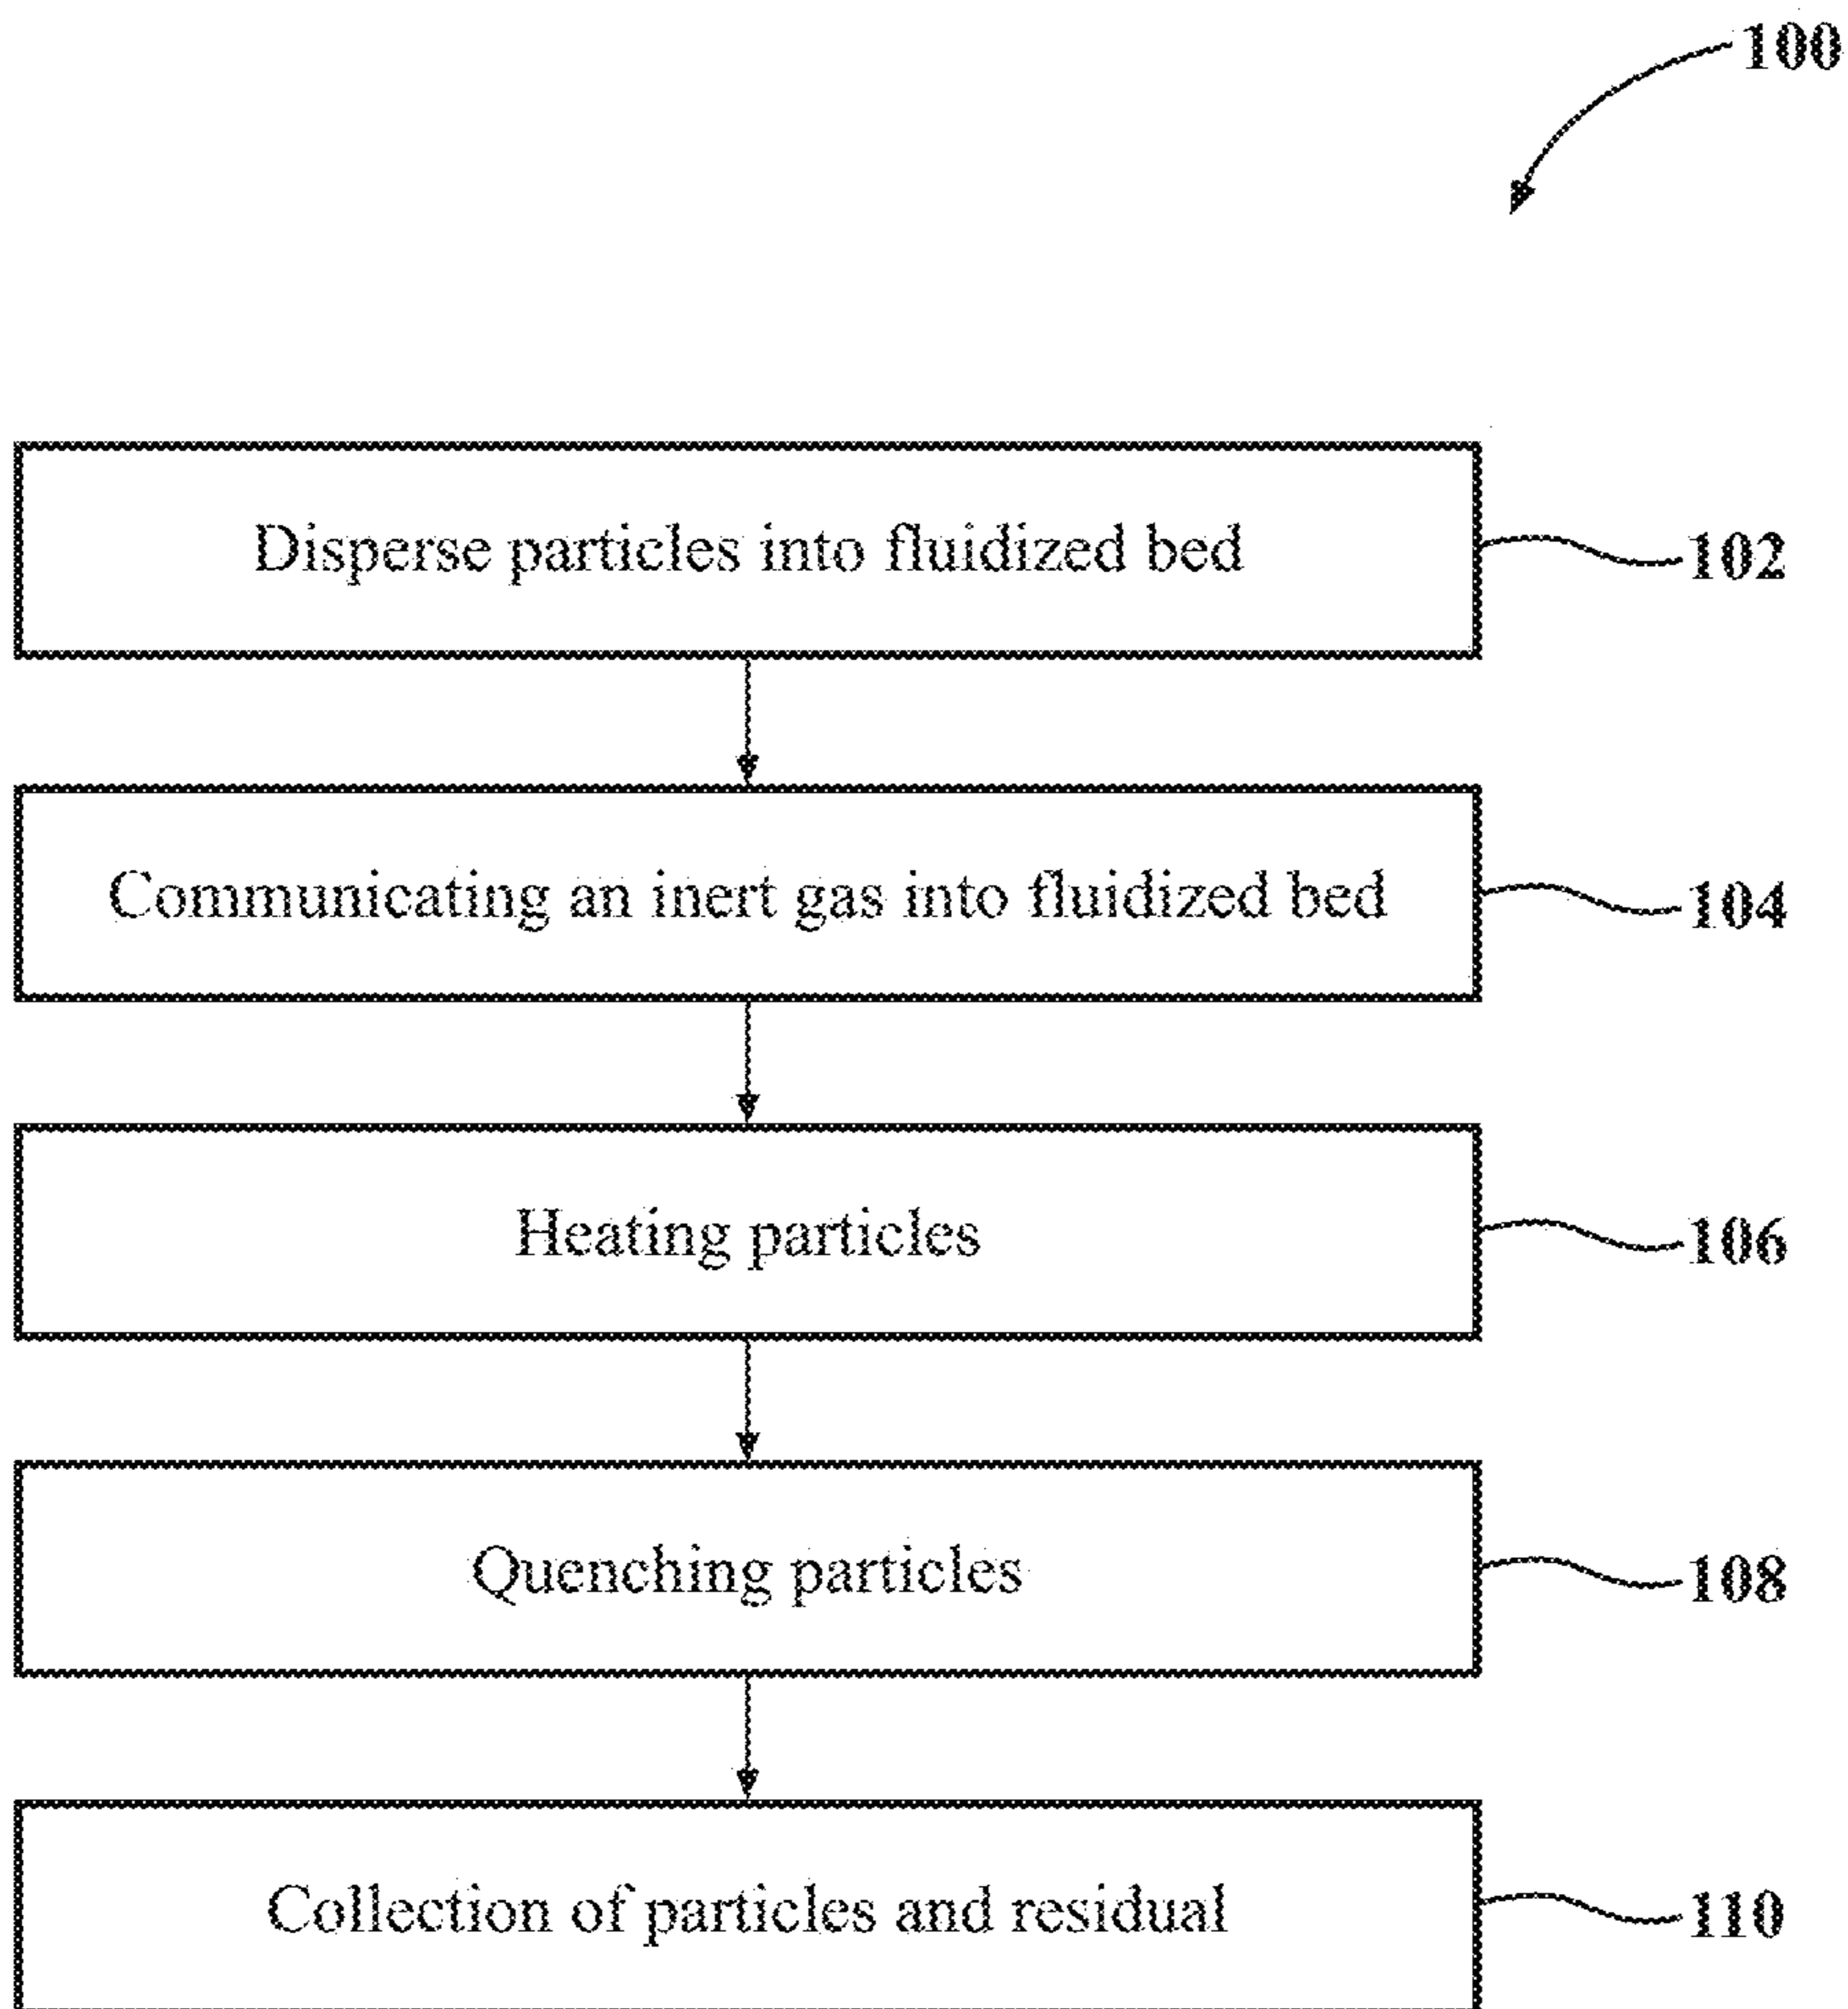 100
Disperse particles into fluidized bed
102
Communicating an inert gas into fluidized bed
104
Heating particles
106
Quenching particles
108
Collection of particles and residual
110